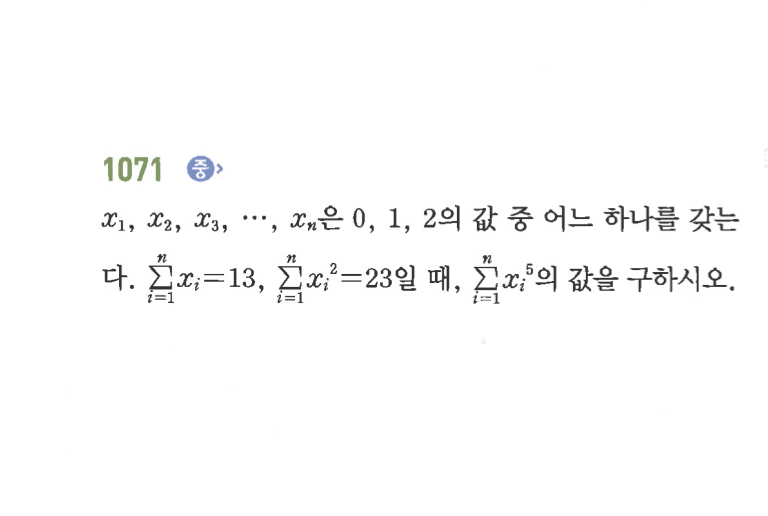 1071 중
x₁, x₂, x₃, ⋯, xₙ은 0, 1, 2의 값 중 어느 하나를 갖는
다. ∑_{i=1}^{n} xᵢ=13, ∑_{i=1}^{n} xᵢ²=23일 때, ∑_{i=1}^{n} xᵢ⁵의 값을 구하시오.